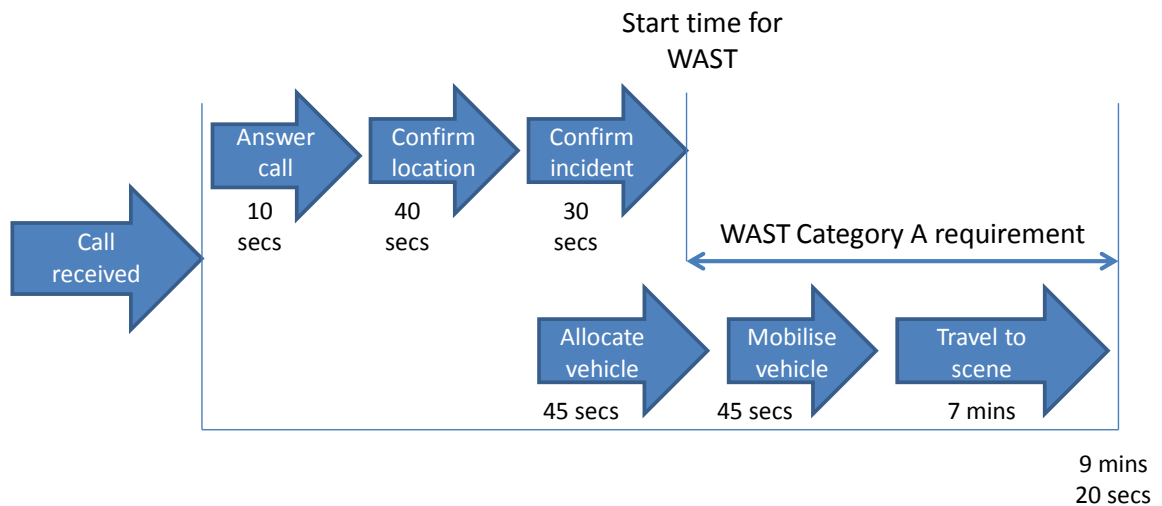 Start time for
WAST
Answer
call
Confirm
location
Confirm
incident
10
secs
40
secs
30
secs
Call
received
WAST Category A requirement
Allocate
vehicle
Mobilise
vehicle
Travel to
scene
45 secs
45 secs
7 mins
9 mins
20 secs